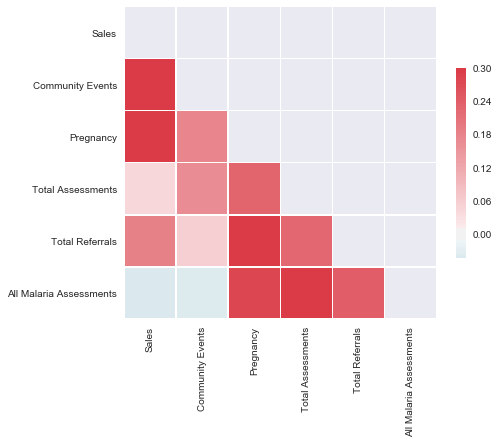 Sales
Community Events
Pregnancy
Total Assessments
Total Referrals
All Malaria Assessments
0.30
0.24
0.18
0.12
0.06
0.00
Sales
Community Events
Pregnancy
Total Assessments
Total Referrals
All Malaria Assessments